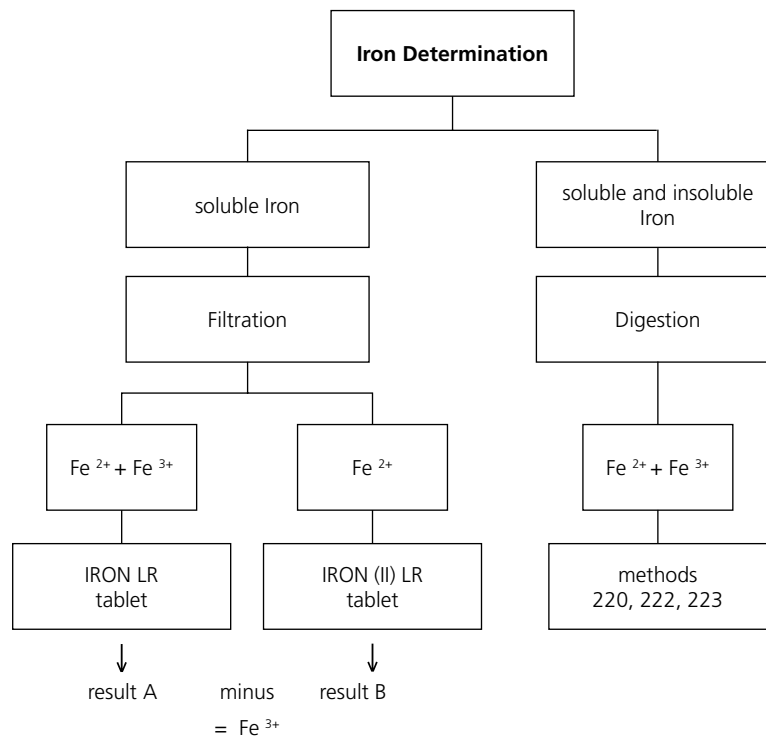 Iron Determination
soluble Iron
soluble and insoluble
Iron
Filtration
Digestion
Fe ²⁺ + Fe ³⁺
Fe ²⁺
Fe ²⁺ + Fe ³⁺
IRON LR
tablet
IRON (II) LR
tablet
methods
220, 222, 223
result A minus result B
= Fe ³⁺